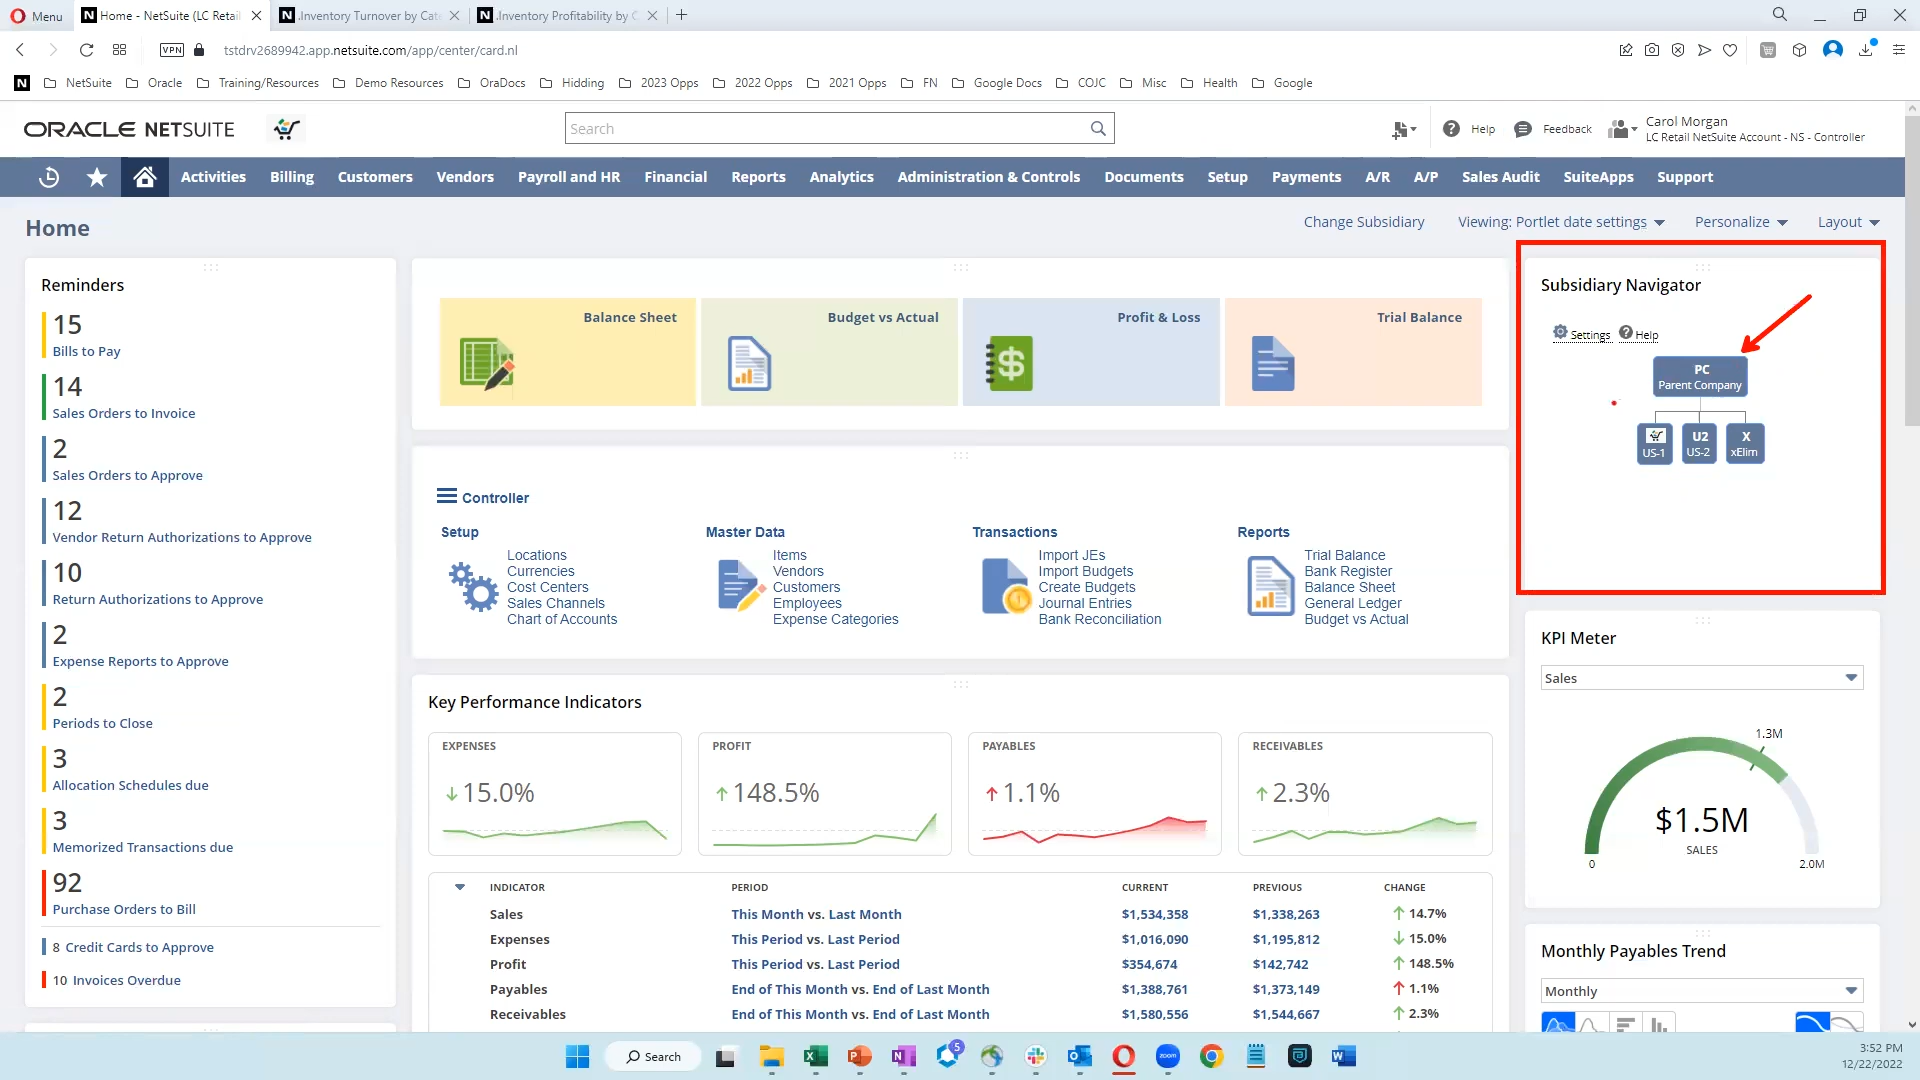 Menu
Home - NetSuite (LC Retail
.Inventory Turnover by Cate
.Inventory Profitability by C
VPN
tstdrv2689942.app.netsuite.com/app/center/card.nl
N NetSuite Oracle Training/Resources Demo Resources OraDocs Hidding 2023 Opps 2022 Opps 2021 Opps FN Google Docs COJC Misc Health Google
ORACLE NETSUITE
Search
Help
Feedback
Carol Morgan
LC Retail NetSuite Account - NS - Controller
Activities Billing Customers Vendors Payroll and HR Financial Reports Analytics Administration & Controls Documents Setup Payments A/R A/P Sales Audit SuiteApps Support
Home
Change Subsidiary
Viewing: Portlet date settings
Personalize
Layout
Reminders
15
Bills to Pay
14
Sales Orders to Invoice
2
Sales Orders to Approve
12
Vendor Return Authorizations to Approve
10
Return Authorizations to Approve
2
Expense Reports to Approve
2
Periods to Close
3
Allocation Schedules due
3
Memorized Transactions due
92
Purchase Orders to Bill
8 Credit Cards to Approve
10 Invoices Overdue
Balance Sheet
Budget vs Actual
Profit & Loss
Trial Balance
Controller
Setup
Locations
Currencies
Cost Centers
Sales Channels
Chart of Accounts
Master Data
Items
Vendors
Customers
Employees
Expense Categories
Transactions
Import JEs
Import Budgets
Create Budgets
Journal Entries
Bank Reconciliation
Reports
Trial Balance
Bank Register
Balance Sheet
General Ledger
Budget vs Actual
Key Performance Indicators
EXPENSES
15.0%
PROFIT
148.5%
PAYABLES
1.1%
RECEIVABLES
2.3%
INDICATOR PERIOD CURRENT PREVIOUS CHANGE
Sales This Month vs. Last Month $1,534,358 $1,338,263 14.7%
Expenses This Period vs. Last Period $1,016,090 $1,195,812 15.0%
Profit This Period vs. Last Period $354,674 $142,742 148.5%
Payables End of This Month vs. End of Last Month $1,388,761 $1,373,149 1.1%
Receivables End of This Month vs. End of Last Month $1,580,556 $1,544,667 2.3%
Subsidiary Navigator
Settings Help
PC
Parent Company
US-1
U2
US-2
X
xElim
KPI Meter
Sales
1.3M
$1.5M
SALES
0
2.0M
Monthly Payables Trend
Monthly
Search
5
zoom
3:52 PM
12/22/2022